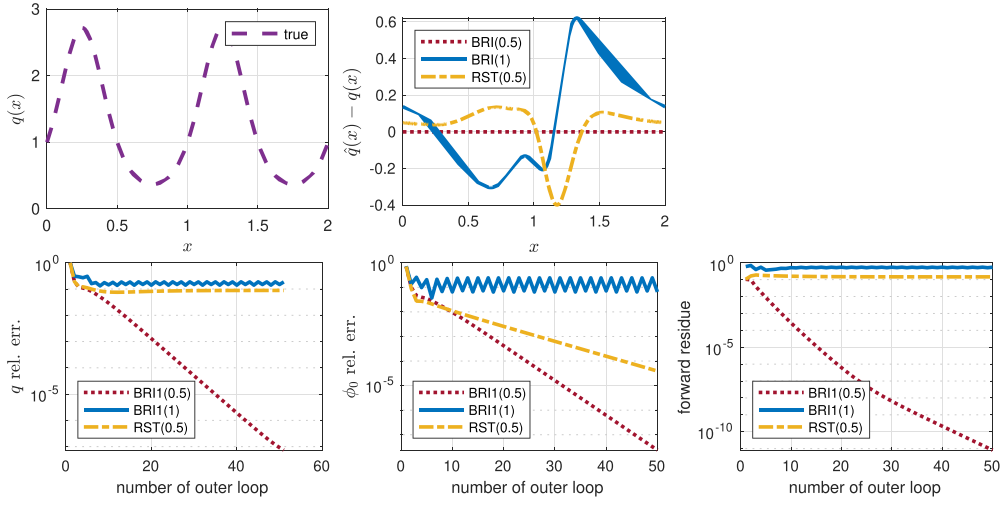 3
2
1
0
q(x)
true
0
0.5
1
1.5
2
x
0.6
0.4
0.2
0
-0.2
-0.4
q̂(x) − q(x)
BRI(0.5)
BRI(1)
RST(0.5)
0
0.5
1
1.5
2
x
10^0
10^-5
q rel. err.
BRI1(0.5)
BRI1(1)
RST(0.5)
0
20
40
60
number of outer loop
10^0
10^-5
ϕ_0 rel. err.
BRI1(0.5)
BRI1(1)
RST(0.5)
0
10
20
30
40
50
number of outer loop
10^0
10^-5
10^-10
forward residue
BRI1(0.5)
BRI1(1)
RST(0.5)
0
10
20
30
40
50
number of outer loop